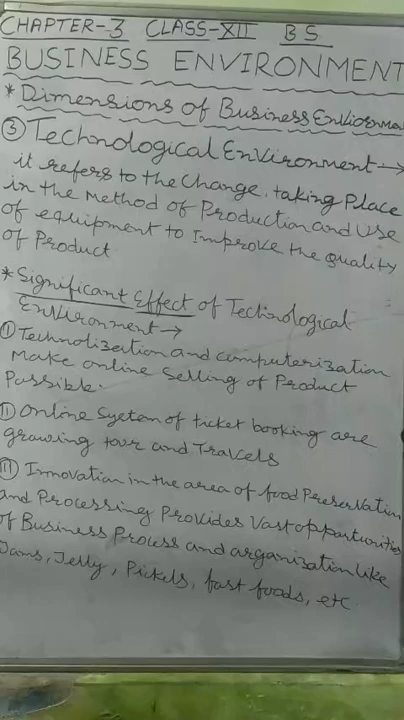 CHAPTER-3 CLASS-XII B S
BUSINESS ENVIRONMENT
* Dimensions of Business Enviornmen
③ Technological Environment →
it refers to the Change. taking Place
in the Method of Production and Use
of equipment to Improve the quality
of Product
* Significant Effect of Technological
Environment →
Ⓘ Technolization and computerization
Make online Selling of Product
Possible.
Ⅱ) Online System of ticket booking are
growing tour and Travels
Ⅲ Innovation in the area of food Preservation
and Processing Provides Vast opportunities
of Business Process and organization like
Jams, Jelly, Pickels, fast foods, etc.